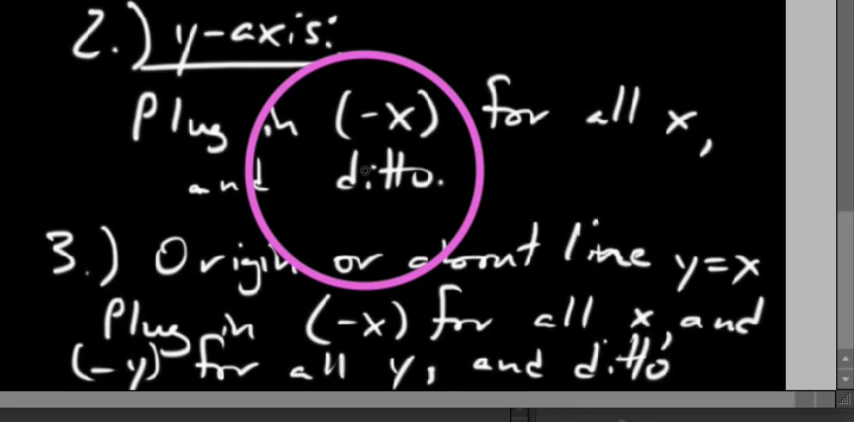 2.) y-axis:
Plug in (-x) for all x,
and ditto.
3.) Origin or about line y=x
Plug in (-x) for all x, and
(-y) for all y, and ditto